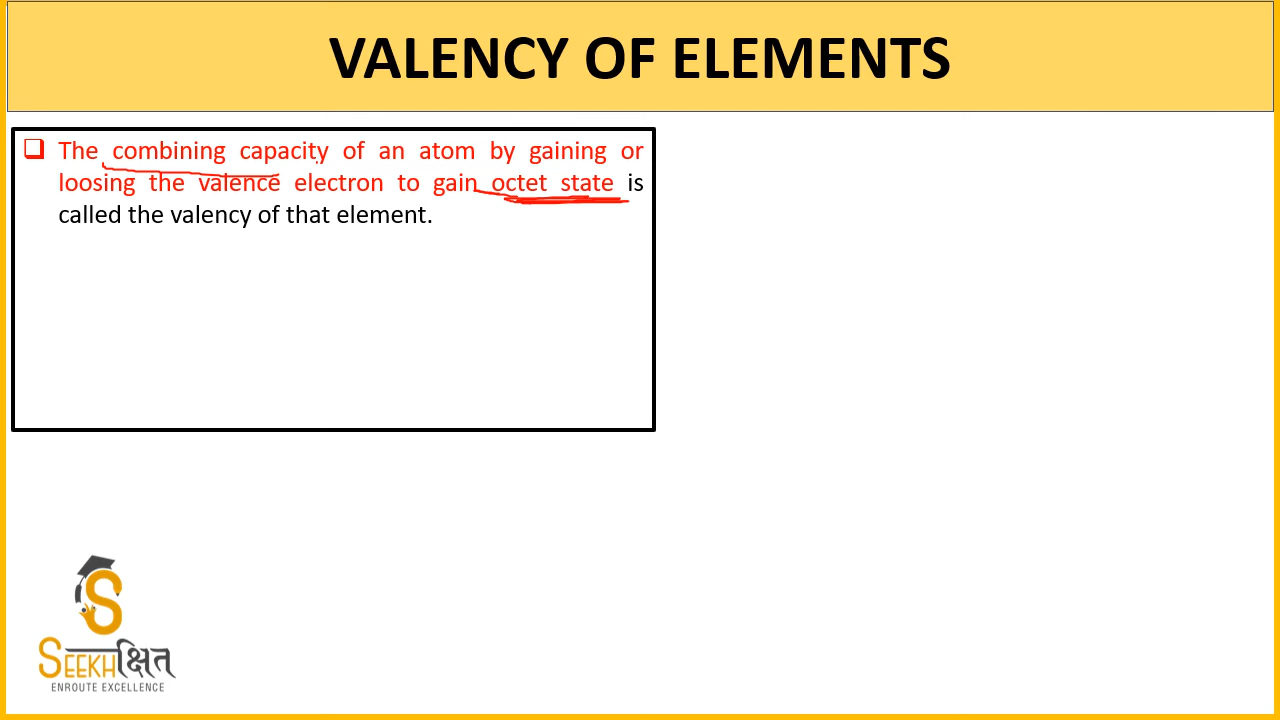 VALENCY OF ELEMENTS
The combining capacity of an atom by gaining or
loosing the valence electron to gain octet state is
called the valency of that element.
S
SEEKHक्षित
ENROUTE EXCELLENCE